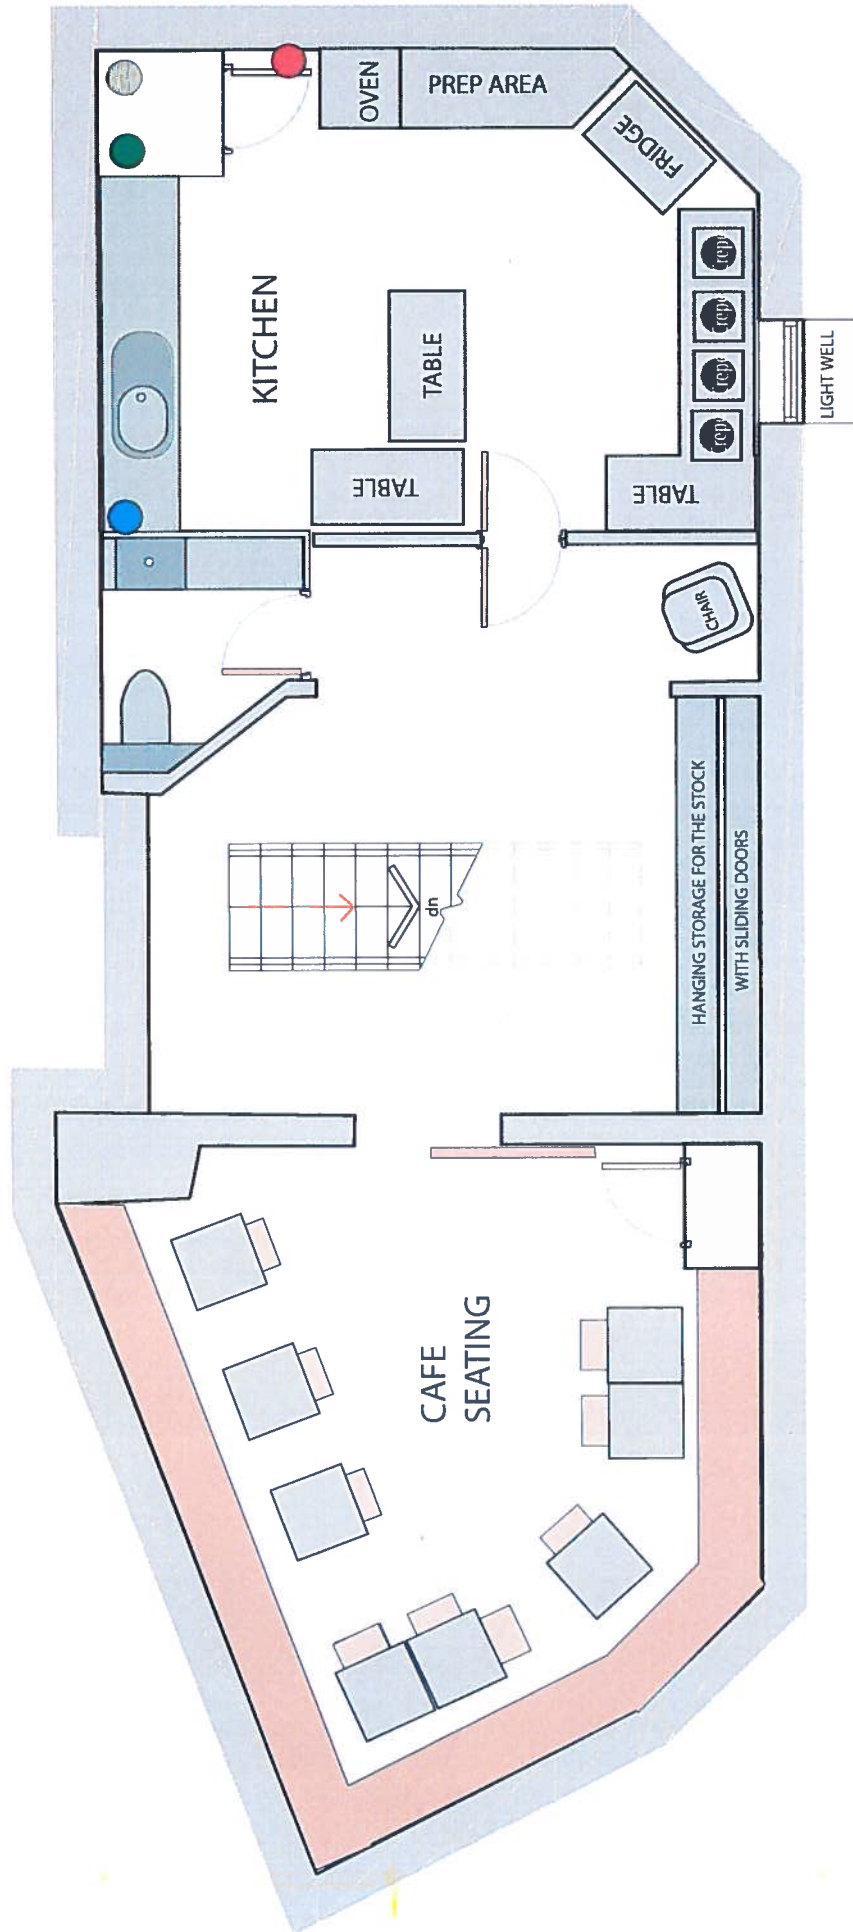 OVEN
PREP AREA
FRIDGE
KITCHEN
TABLE
TABLE
TABLE
LIGHT WELL
CHAIR
HANGING STORAGE FOR THE STOCK
WITH SLIDING DOORS
up
CAFE
SEATING